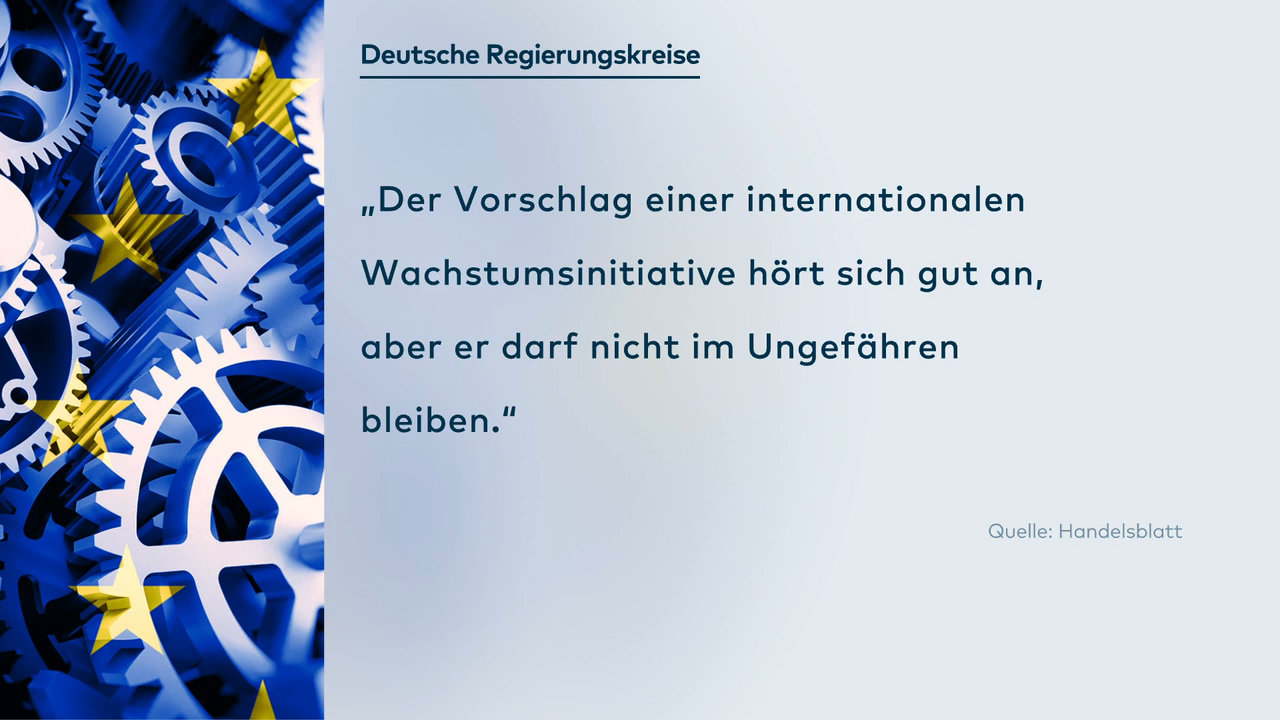 Deutsche Regierungskreise
„Der Vorschlag einer internationalen
Wachstumsinitiative hört sich gut an,
aber er darf nicht im Ungefähren
bleiben.“
Quelle: Handelsblatt